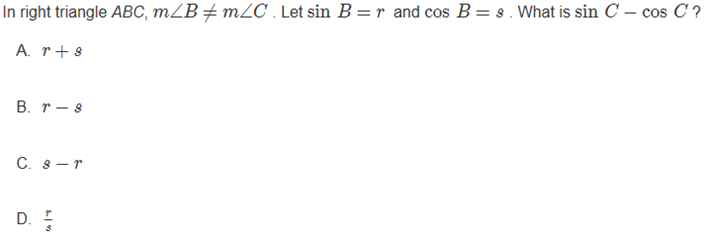 In right triangle ABC, m∠B ≠ m∠C . Let sin B = r and cos B = s . What is sin C − cos C ?
A. r + s
B. r − s
C. s − r
D. r/s